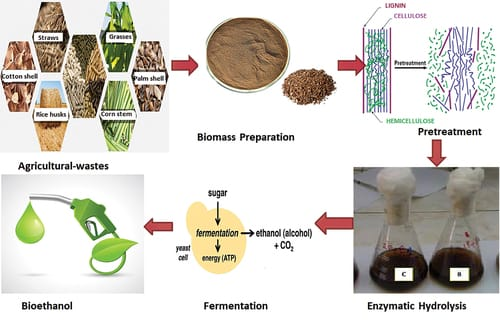 Straws
Grasses
Cotton shell
Palm shell
Rice husks
Corn stem
Agricultural-wastes
Biomass Preparation
LIGNIN
CELLULOSE
Pretreatment
HEMICELLULOSE
Pretreatment
Bioethanol
sugar
fermentation
ethanol (alcohol)
+ CO2
yeast
cell
energy (ATP)
Fermentation
C
B
Enzymatic Hydrolysis